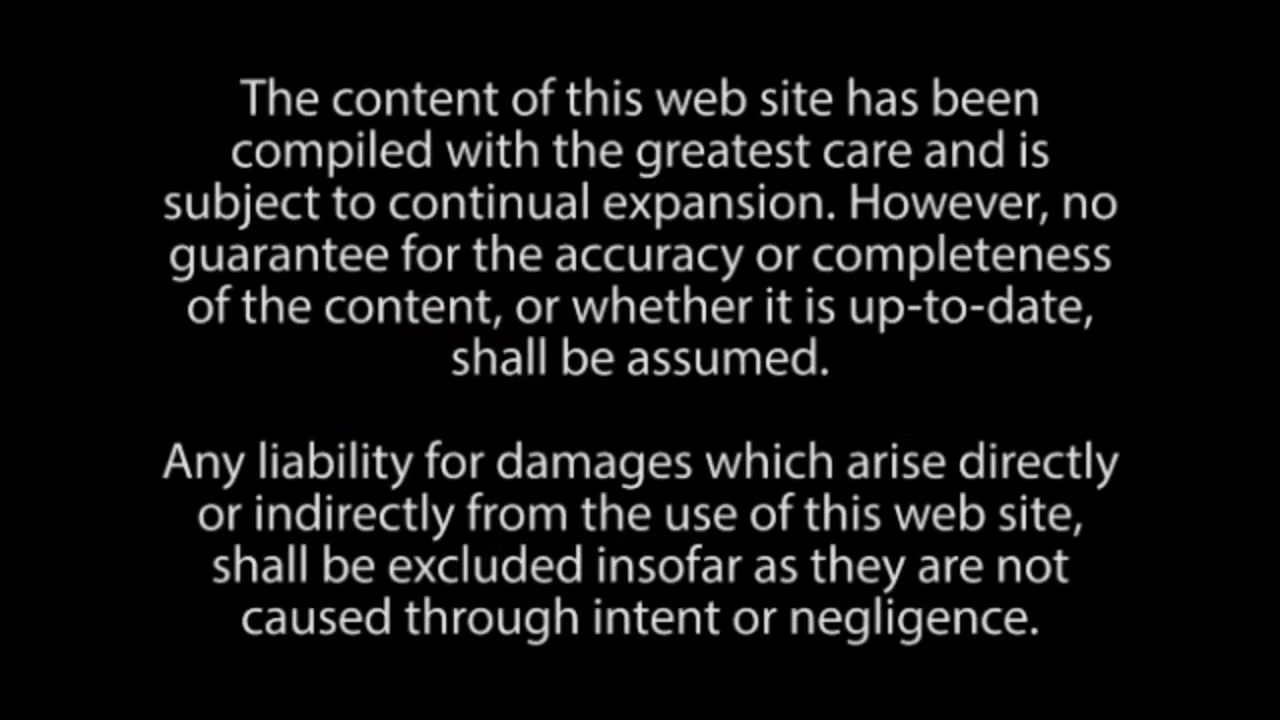 The content of this web site has been
compiled with the greatest care and is
subject to continual expansion. However, no
guarantee for the accuracy or completeness
of the content, or whether it is up-to-date,
shall be assumed.
Any liability for damages which arise directly
or indirectly from the use of this web site,
shall be excluded insofar as they are not
caused through intent or negligence.